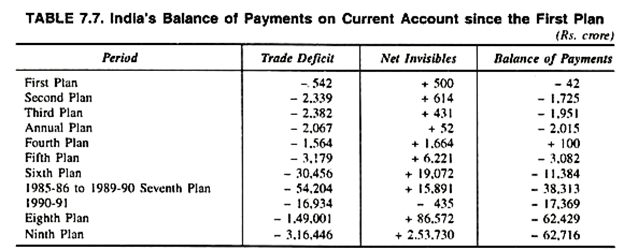 TABLE 7.7. India's Balance of Payments on Current Account since the First Plan
(Rs. crore)
Period Trade Deficit Net Invisibles Balance of Payments
First Plan - 542 + 500 - 42
Second Plan - 2,339 + 614 - 1,725
Third Plan - 2,382 + 431 - 1,951
Annual Plan - 2,067 + 52 - 2,015
Fourth Plan - 1,564 + 1,664 + 100
Fifth Plan - 3,179 + 6,221 - 3,082
Sixth Plan - 30,456 + 19,072 - 11,384
1985-86 to 1989-90 Seventh Plan - 54,204 + 15,891 - 38,313
1990-91 - 16,934 - 435 - 17,369
Eighth Plan - 1,49,001 + 86,572 - 62,429
Ninth Plan - 3,16,446 + 2,53,730 - 62,716